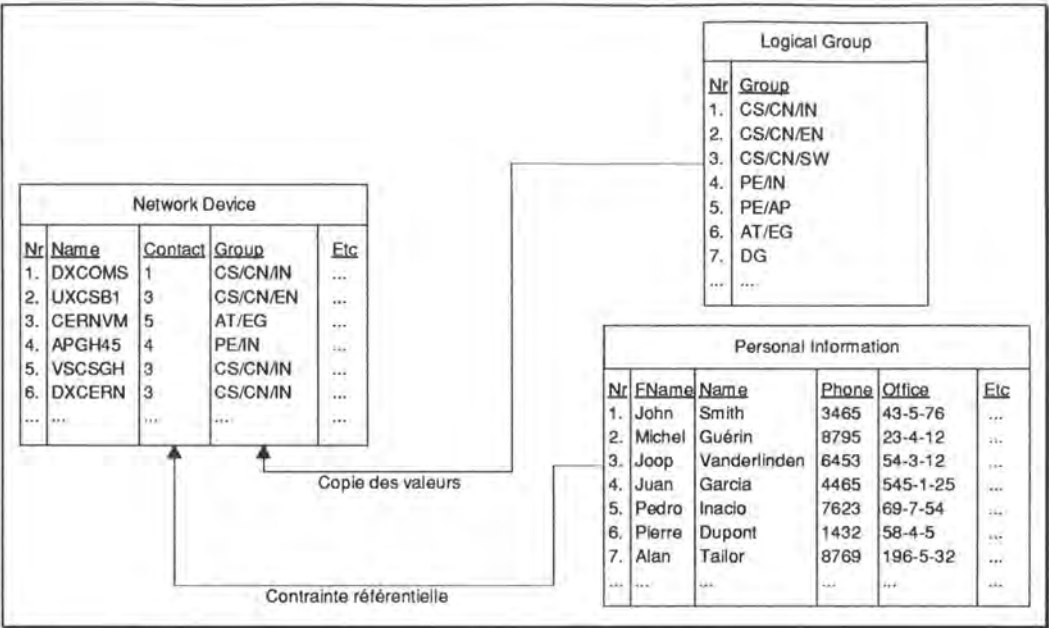 Logical Group
Nr Group
1. CS/CN/IN
2. CS/CN/EN
3. CS/CN/SW
4. PE/IN
5. PE/AP
6. AT/EG
7. DG
... ....
Network Device
Nr Name Contact Group Etc
1. DXCOMS 1 CS/CN/IN ...
2. UXCSB1 3 CS/CN/EN ...
3. CERNVM 5 AT/EG ...
4. APGH45 4 PE/IN ...
5. VSCSGH 3 CS/CN/IN ...
6. DXCERN 3 CS/CN/IN ...
... ... ... ... ...
Personal Information
Nr FName Name Phone Office Etc
1. John Smith 3465 43-5-76 ...
2. Michel Guérin 8795 23-4-12 ...
3. Joop Vanderlinden 6453 54-3-12 ...
4. Juan Garcia 4465 545-1-25 ...
5. Pedro Inacio 7623 69-7-54 ...
6. Pierre Dupont 1432 58-4-5 ...
7. Alan Tailor 8769 196-5-32 ...
... ... ... ... ... ...
Copie des valeurs
Contrainte référentielle